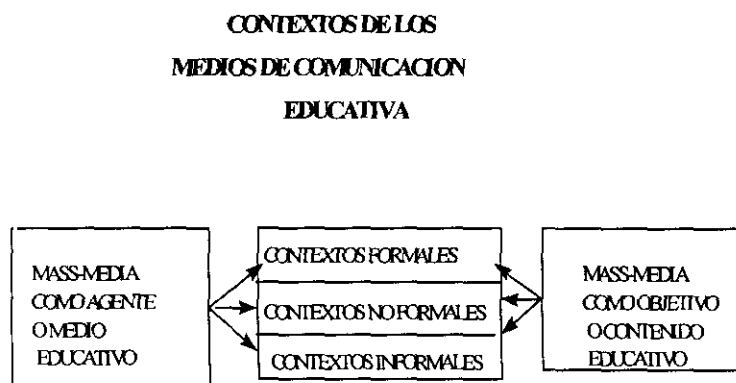 CONTEXTOS DE LOS
MEDIOS DE COMUNICACION
EDUCATIVA
MASS-MEDIA
COMO AGENTE
O MEDIO
EDUCATIVO
CONTEXTOS FORMALES
CONTEXTOS NO FORMALES
CONTEXTOS INFORMALES
MASS-MEDIA
COMO OBJETIVO
O CONTENIDO
EDUCATIVO